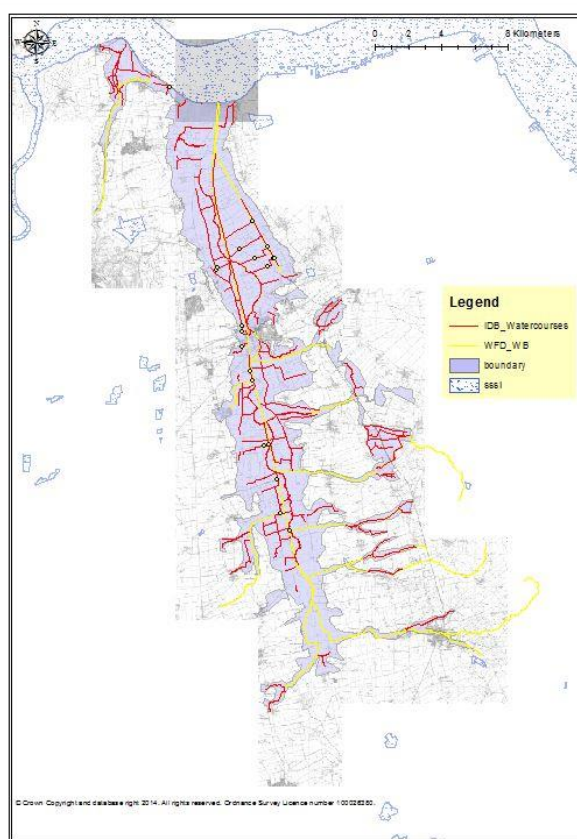 N
W E
S
0 2 4 8 Kilometers
Legend
IDB_Watercourses
WFD_WB
boundary
sssi
© Crown Copyright and database right 2014. All rights reserved. Ordnance Survey Licence number 100026380.